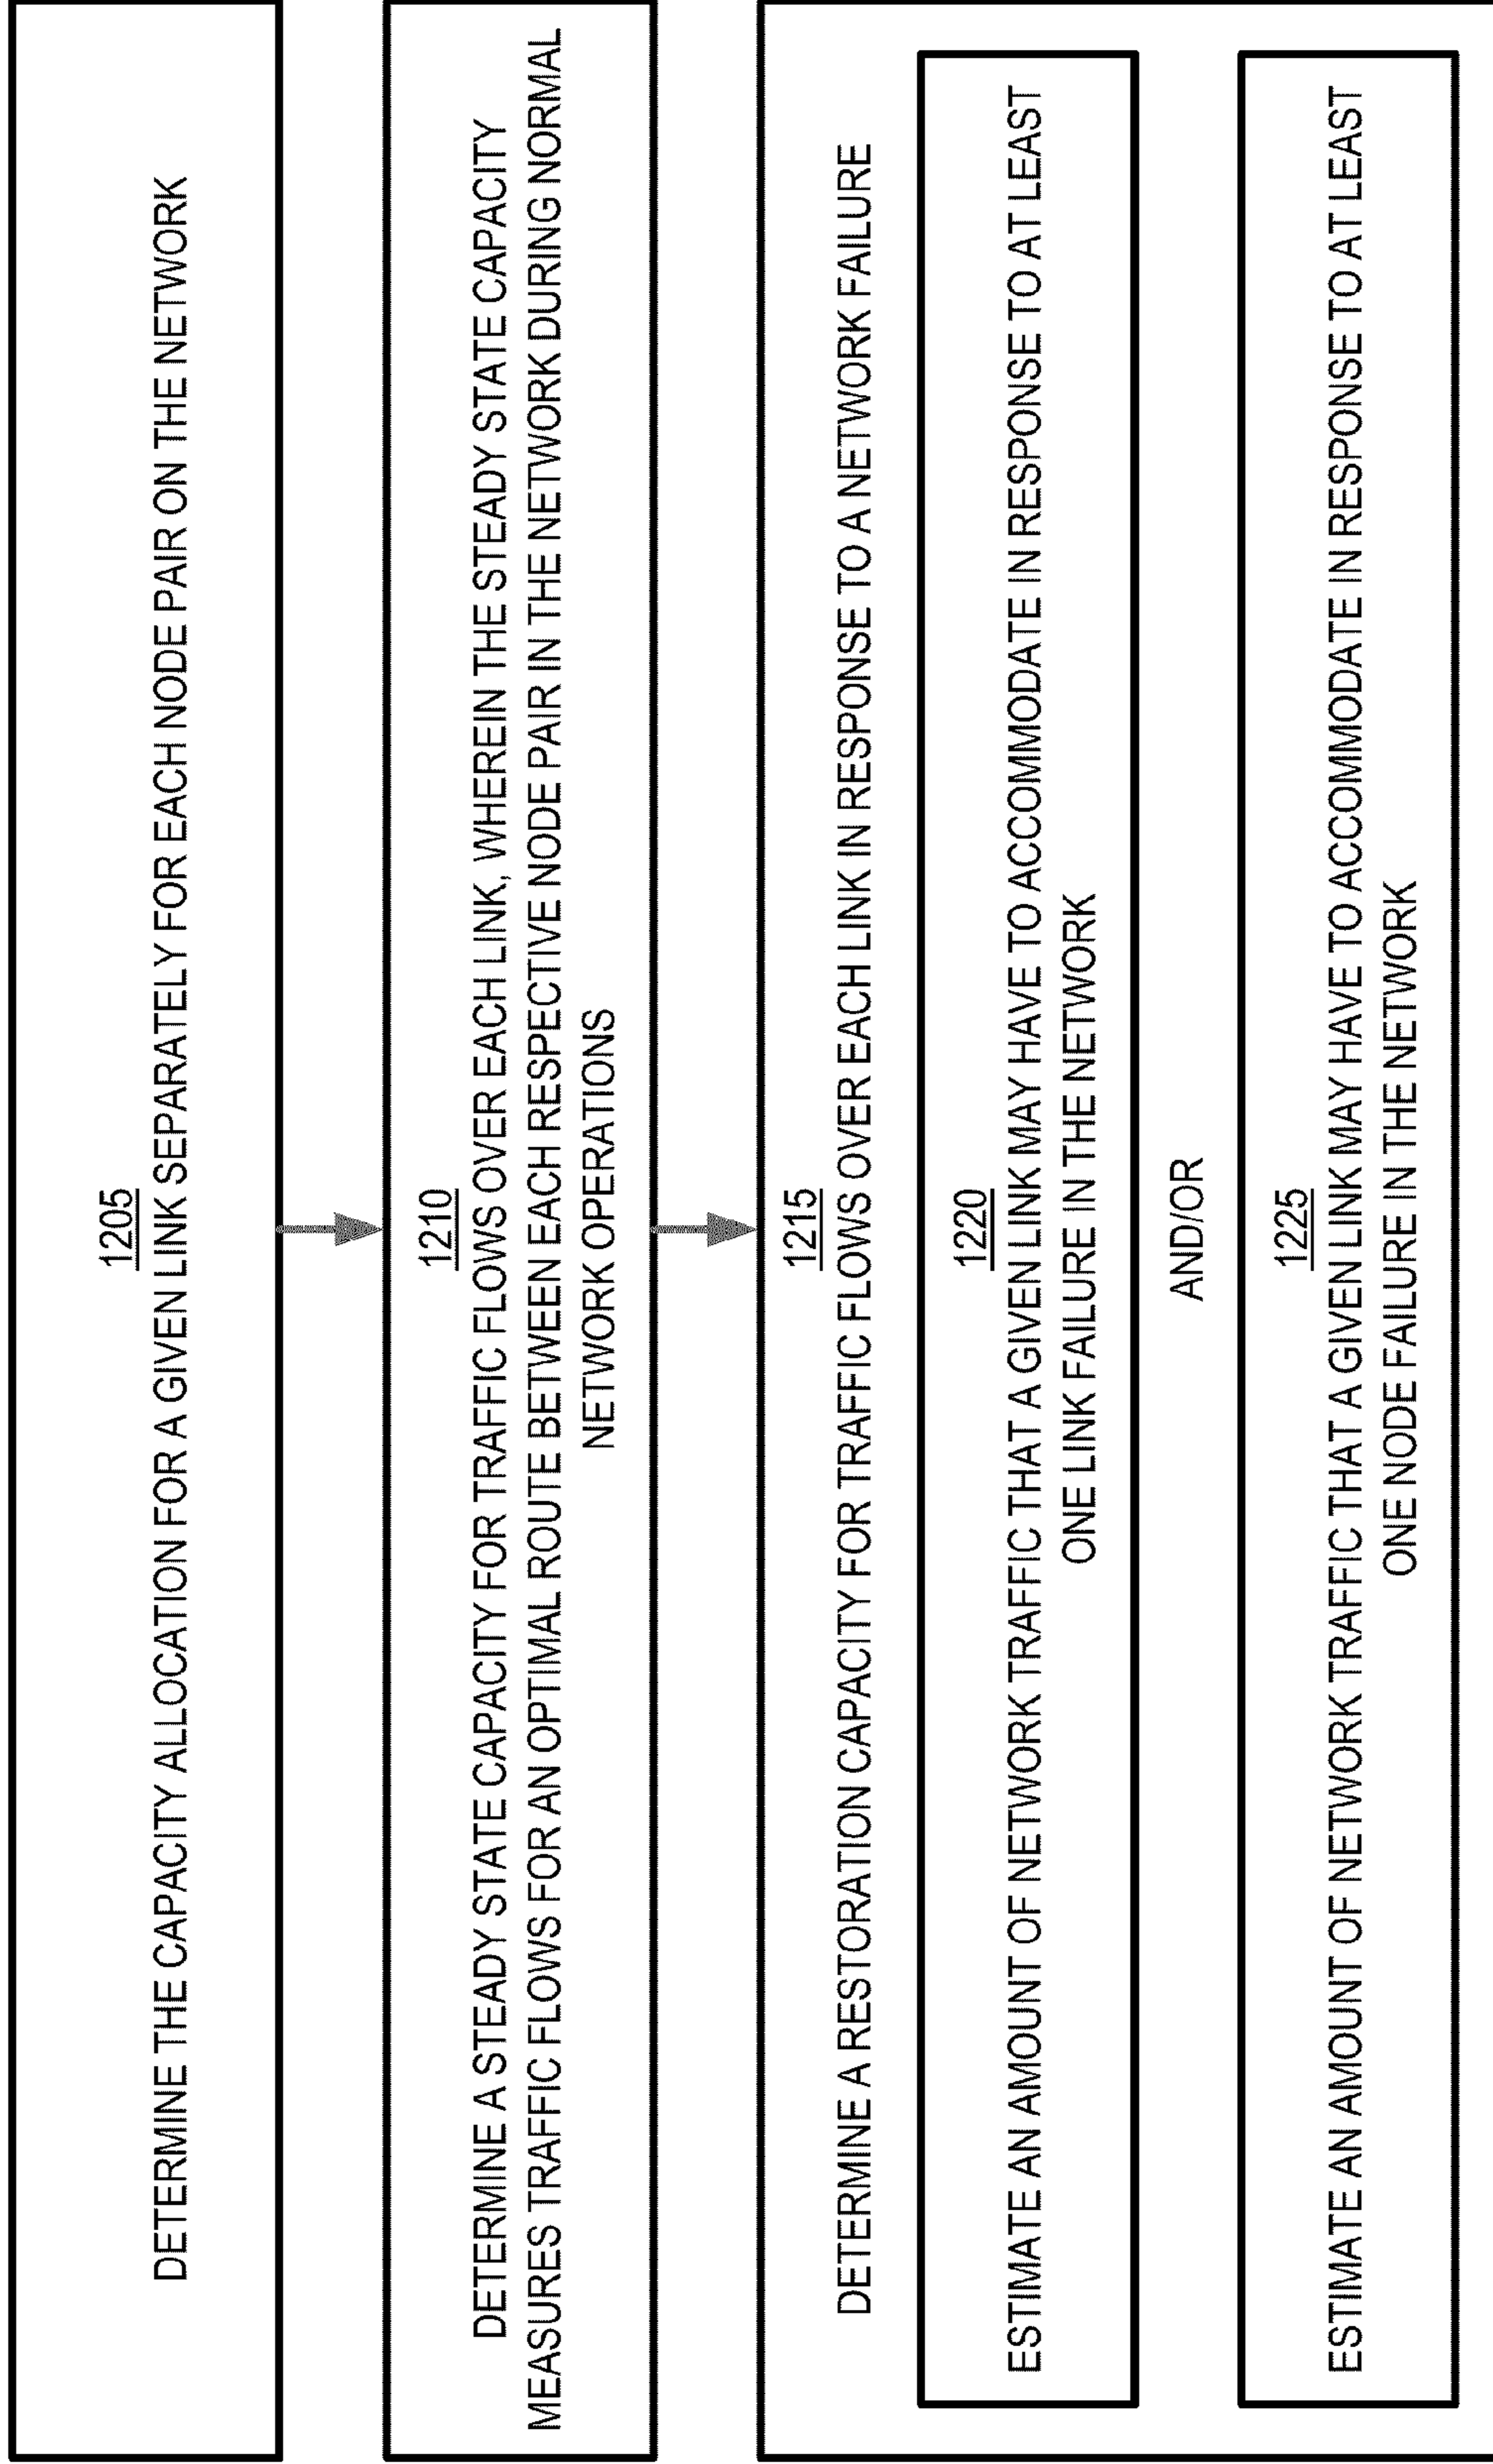 1205
DETERMINE THE CAPACITY ALLOCATION FOR A GIVEN LINK SEPARATELY FOR EACH NODE PAIR ON THE NETWORK
1210
DETERMINE A STEADY STATE CAPACITY FOR TRAFFIC FLOWS OVER EACH LINK, WHEREIN THE STEADY STATE CAPACITY
MEASURES TRAFFIC FLOWS FOR AN OPTIMAL ROUTE BETWEEN EACH RESPECTIVE NODE PAIR IN THE NETWORK DURING NORMAL
NETWORK OPERATIONS
1215
DETERMINE A RESTORATION CAPACITY FOR TRAFFIC FLOWS OVER EACH LINK IN RESPONSE TO A NETWORK FAILURE
1220
ESTIMATE AN AMOUNT OF NETWORK TRAFFIC THAT A GIVEN LINK MAY HAVE TO ACCOMMODATE IN RESPONSE TO AT LEAST
ONE LINK FAILURE IN THE NETWORK
AND/OR
1225
ESTIMATE AN AMOUNT OF NETWORK TRAFFIC THAT A GIVEN LINK MAY HAVE TO ACCOMMODATE IN RESPONSE TO AT LEAST
ONE NODE FAILURE IN THE NETWORK